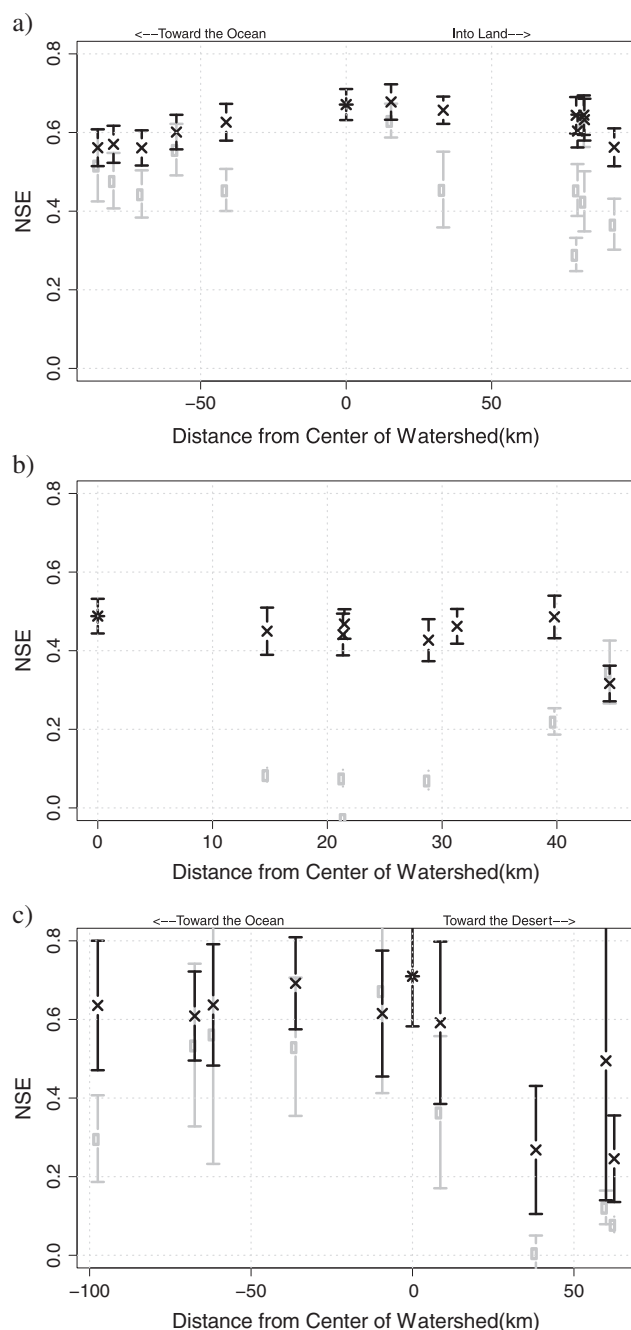 a)
<--Toward the Ocean Into Land-->
0.8
0.6
0.4
0.2
0.0
NSE
-50 0 50
Distance from Center of Watershed(km)
b)
0.8
0.6
0.4
0.2
0.0
NSE
0 10 20 30 40
Distance from Center of Watershed(km)
c)
<--Toward the Ocean Toward the Desert-->
0.8
0.6
0.4
0.2
0.0
NSE
-100 -50 0 50
Distance from Center of Watershed(km)